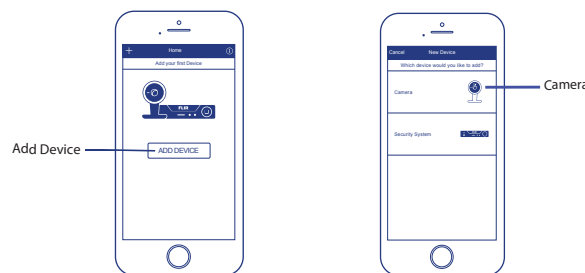 Home
Add your first Device
FLIR
ADD DEVICE
Add Device
Cancel New Device
Which device would you like to add?
Camera
Camera
Security System